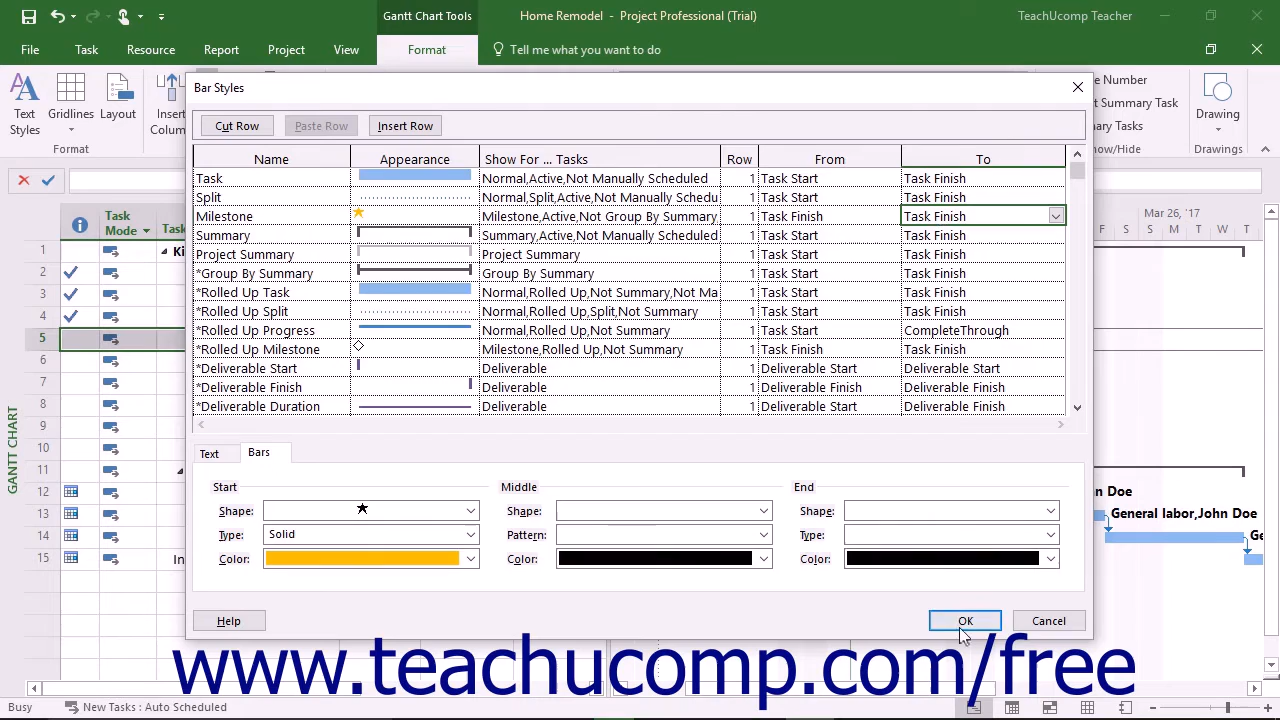 Gantt Chart Tools
Home Remodel - Project Professional (Trial)
TeachUcomp Teacher
File Task Resource Report Project View Format Tell me what you want to do
Text Styles
Gridlines
Layout
Insert
Format
Drawing
Drawings
Bar Styles
Cut Row Paste Row Insert Row
Name Appearance Show For ... Tasks Row From To
Task Normal,Active,Not Manually Scheduled 1 Task Start Task Finish
Split Normal,Split,Active,Not Manually Schedu 1 Task Start Task Finish
Milestone Milestone,Active,Not Group By Summary, 1 Task Finish Task Finish
Summary Summary,Active,Not Manually Scheduled 1 Task Start Task Finish
Project Summary Project Summary 1 Task Start Task Finish
*Group By Summary Group By Summary 1 Task Start Task Finish
*Rolled Up Task Normal,Rolled Up,Not Summary,Not Ma 1 Task Start Task Finish
*Rolled Up Split Normal,Rolled Up,Split,Not Summary 1 Task Start Task Finish
*Rolled Up Progress Normal,Rolled Up,Not Summary 1 Task Start CompleteThrough
*Rolled Up Milestone Milestone,Rolled Up,Not Summary 1 Task Finish Task Finish
*Deliverable Start Deliverable 1 Deliverable Start Deliverable Start
*Deliverable Finish Deliverable 1 Deliverable Finish Deliverable Finish
*Deliverable Duration Deliverable 1 Deliverable Start Deliverable Finish
Text Bars
Start Middle End
Shape: Shape: Shape:
Type: Solid Pattern: Type:
Color: Color: Color:
Help OK Cancel
Task Mode
1
2
3
4
5
6
7
8
9
10
11
12
13
14
15
GANTT CHART
Mar 26, '17
F S S M T W T
n Doe
General labor,John Doe
www.teachucomp.com/free
Busy New Tasks : Auto Scheduled